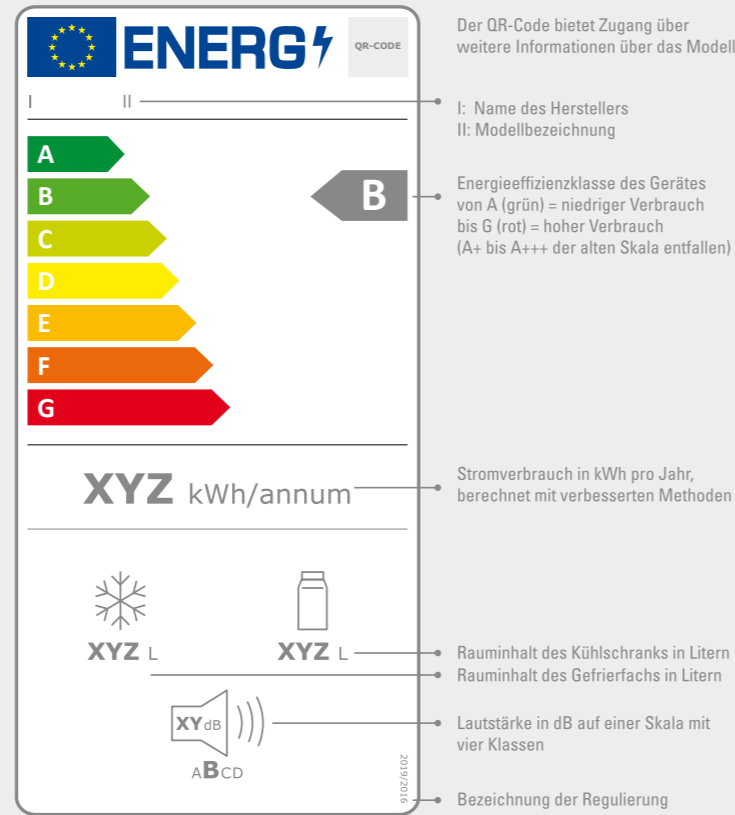 ENERG
QR-CODE
Der QR-Code bietet Zugang über
weitere Informationen über das Modell
I II
I: Name des Herstellers
II: Modellbezeichnung
A
B
C
D
E
F
G
B
Energieeffizienzklasse des Gerätes
von A (grün) = niedriger Verbrauch
bis G (rot) = hoher Verbrauch
(A+ bis A+++ der alten Skala entfallen)
XYZ kWh/annum
Stromverbrauch in kWh pro Jahr,
berechnet mit verbesserten Methoden
XYZ L
XYZ L
Rauminhalt des Kühlschranks in Litern
Rauminhalt des Gefrierfachs in Litern
XY dB
ABCD
Lautstärke in dB auf einer Skala mit
vier Klassen
2019/2016
Bezeichnung der Regulierung